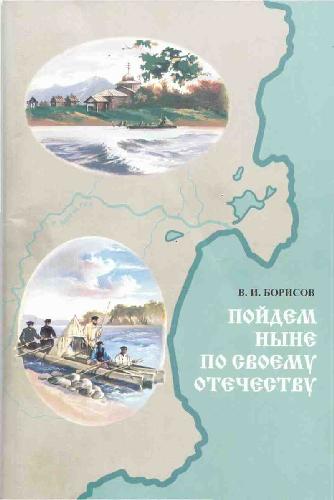 В. И. БОРИСОВ
ПОЙДЕМ
НЫНЕ
ПО СВОЕМУ
ОТЕЧЕСТВУ